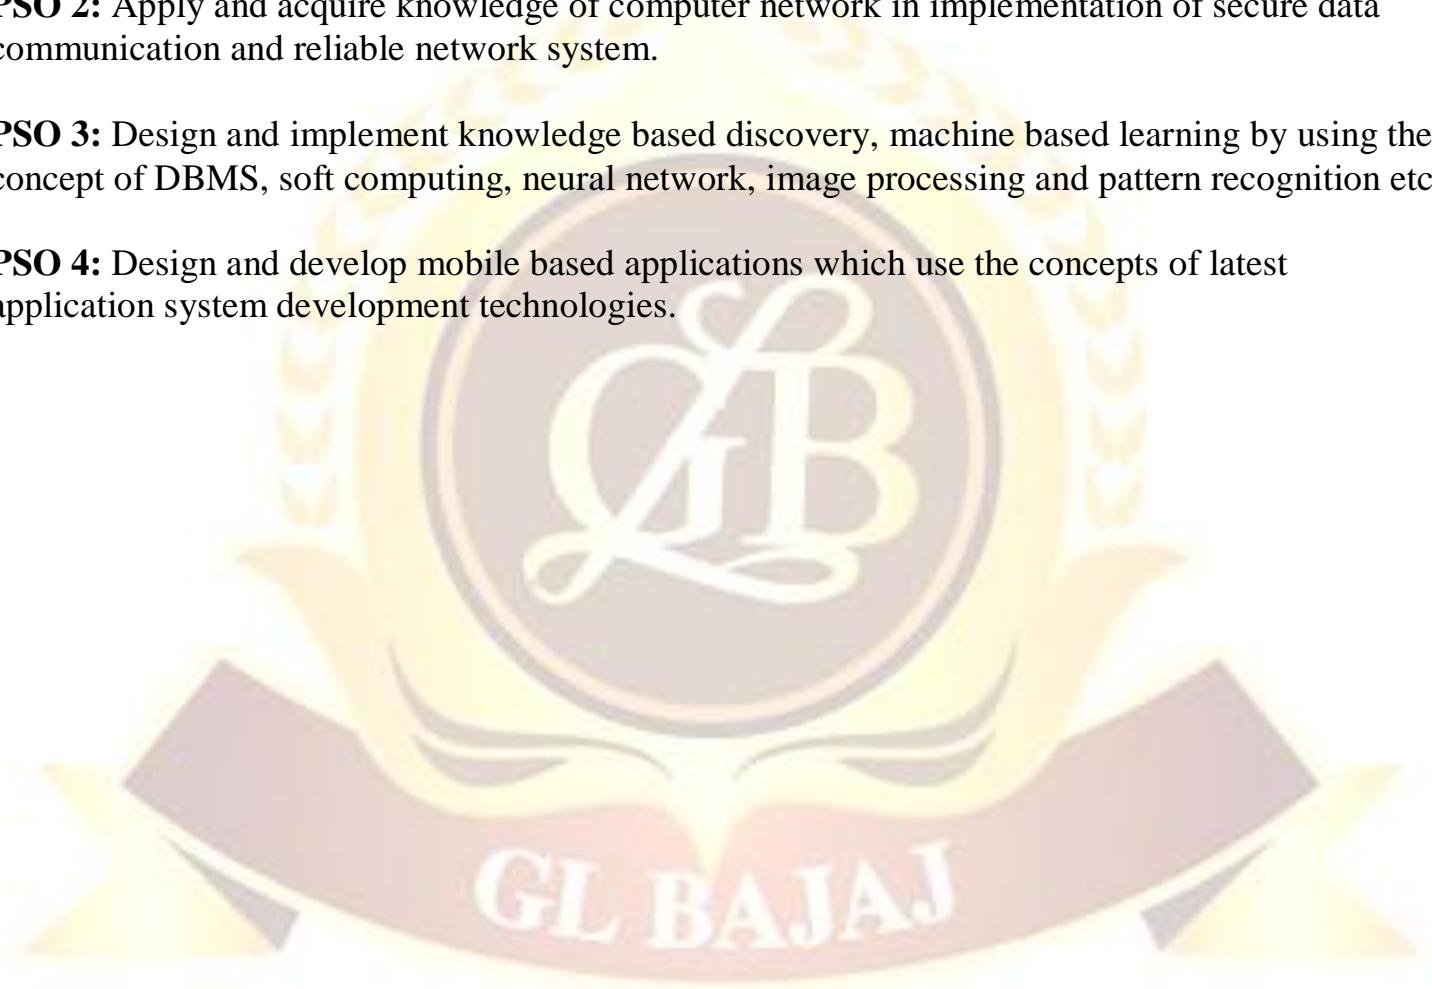 PSO 2: Apply and acquire knowledge of computer network in implementation of secure data
communication and reliable network system.
PSO 3: Design and implement knowledge based discovery, machine based learning by using the
concept of DBMS, soft computing, neural network, image processing and pattern recognition etc
PSO 4: Design and develop mobile based applications which use the concepts of latest
application system development technologies.
GLB
GL BAJAJ